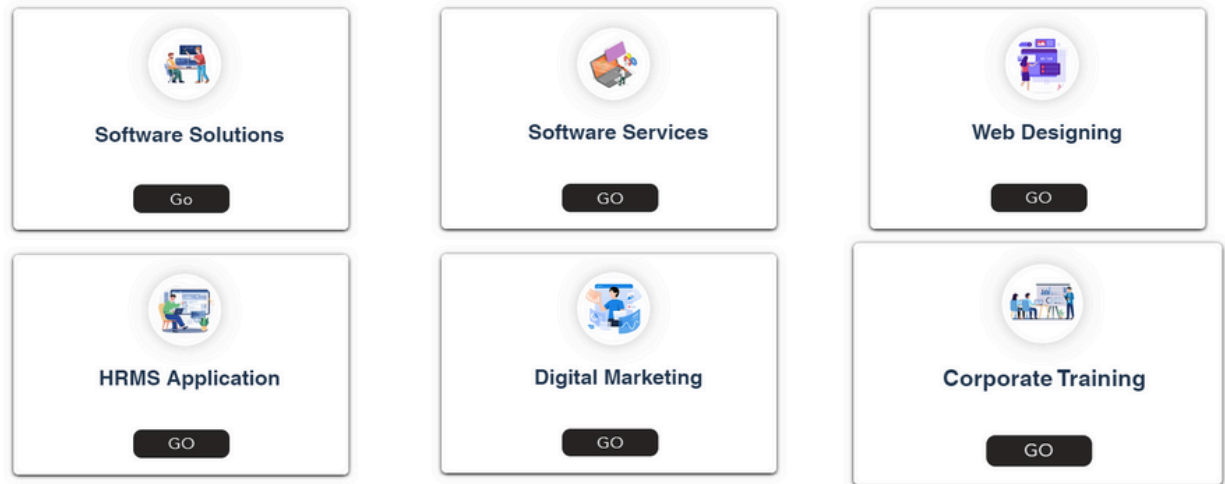 Software Solutions
Software Services
Web Designing
Go
GO
GO
HRMS Application
Digital Marketing
Corporate Training
GO
GO
GO